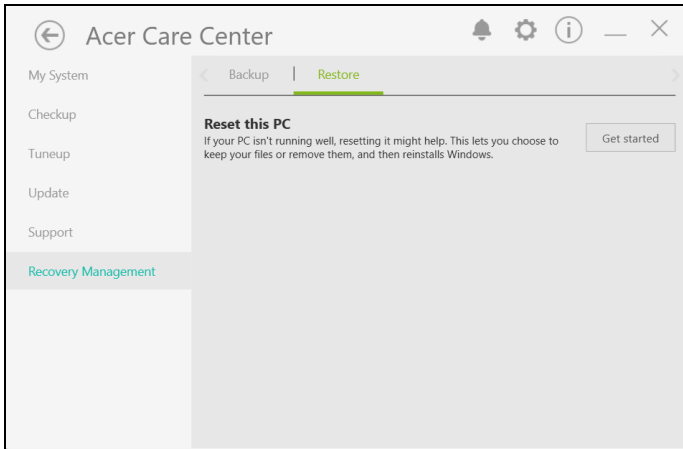 Acer Care Center
My System
Checkup
Tuneup
Update
Support
Recovery Management
Backup | Restore
Reset this PC
If your PC isn't running well, resetting it might help. This lets you choose to
keep your files or remove them, and then reinstalls Windows.
Get started